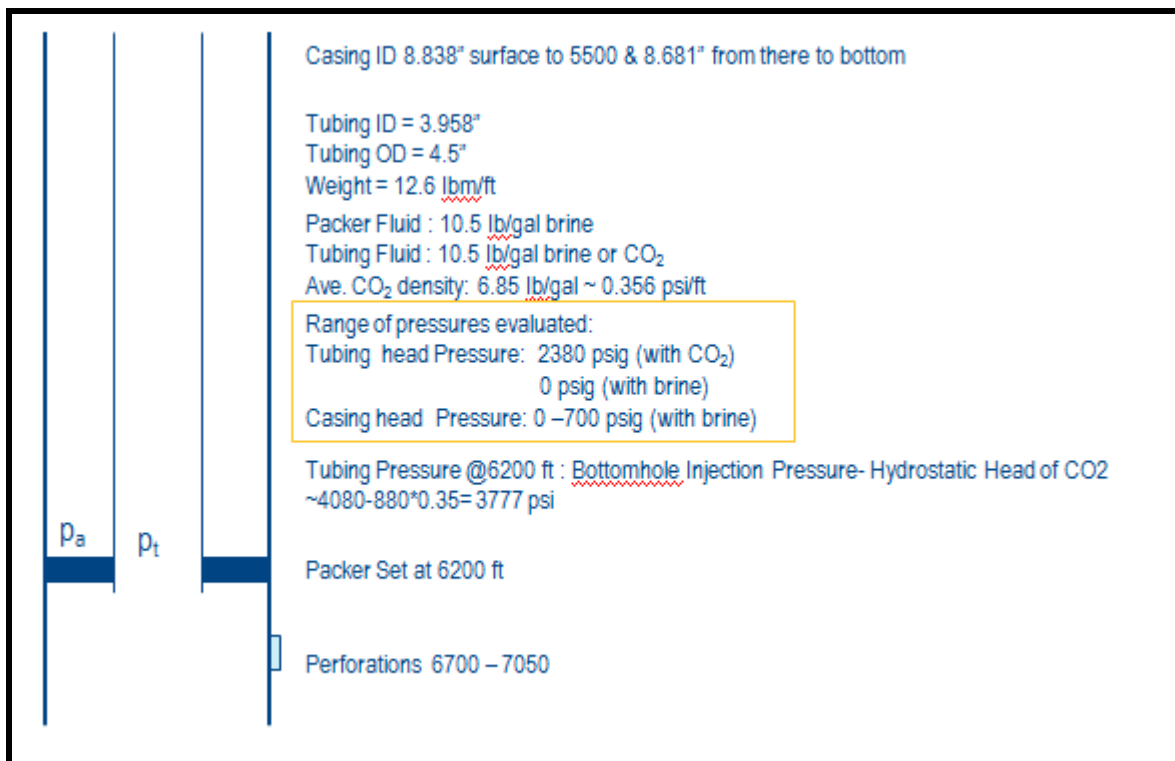 Casing ID 8.838" surface to 5500 & 8.681" from there to bottom
Tubing ID = 3.958"
Tubing OD = 4.5"
Weight = 12.6 lbm/ft
Packer Fluid : 10.5 lb/gal brine
Tubing Fluid : 10.5 lb/gal brine or CO₂
Ave. CO₂ density: 6.85 lb/gal ~ 0.356 psi/ft
Range of pressures evaluated:
Tubing head Pressure: 2380 psig (with CO₂)
0 psig (with brine)
Casing head Pressure: 0 –700 psig (with brine)
Tubing Pressure @6200 ft : Bottomhole Injection Pressure- Hydrostatic Head of CO2
~4080-880*0.35= 3777 psi
pₐ
pₜ
Packer Set at 6200 ft
Perforations 6700 – 7050